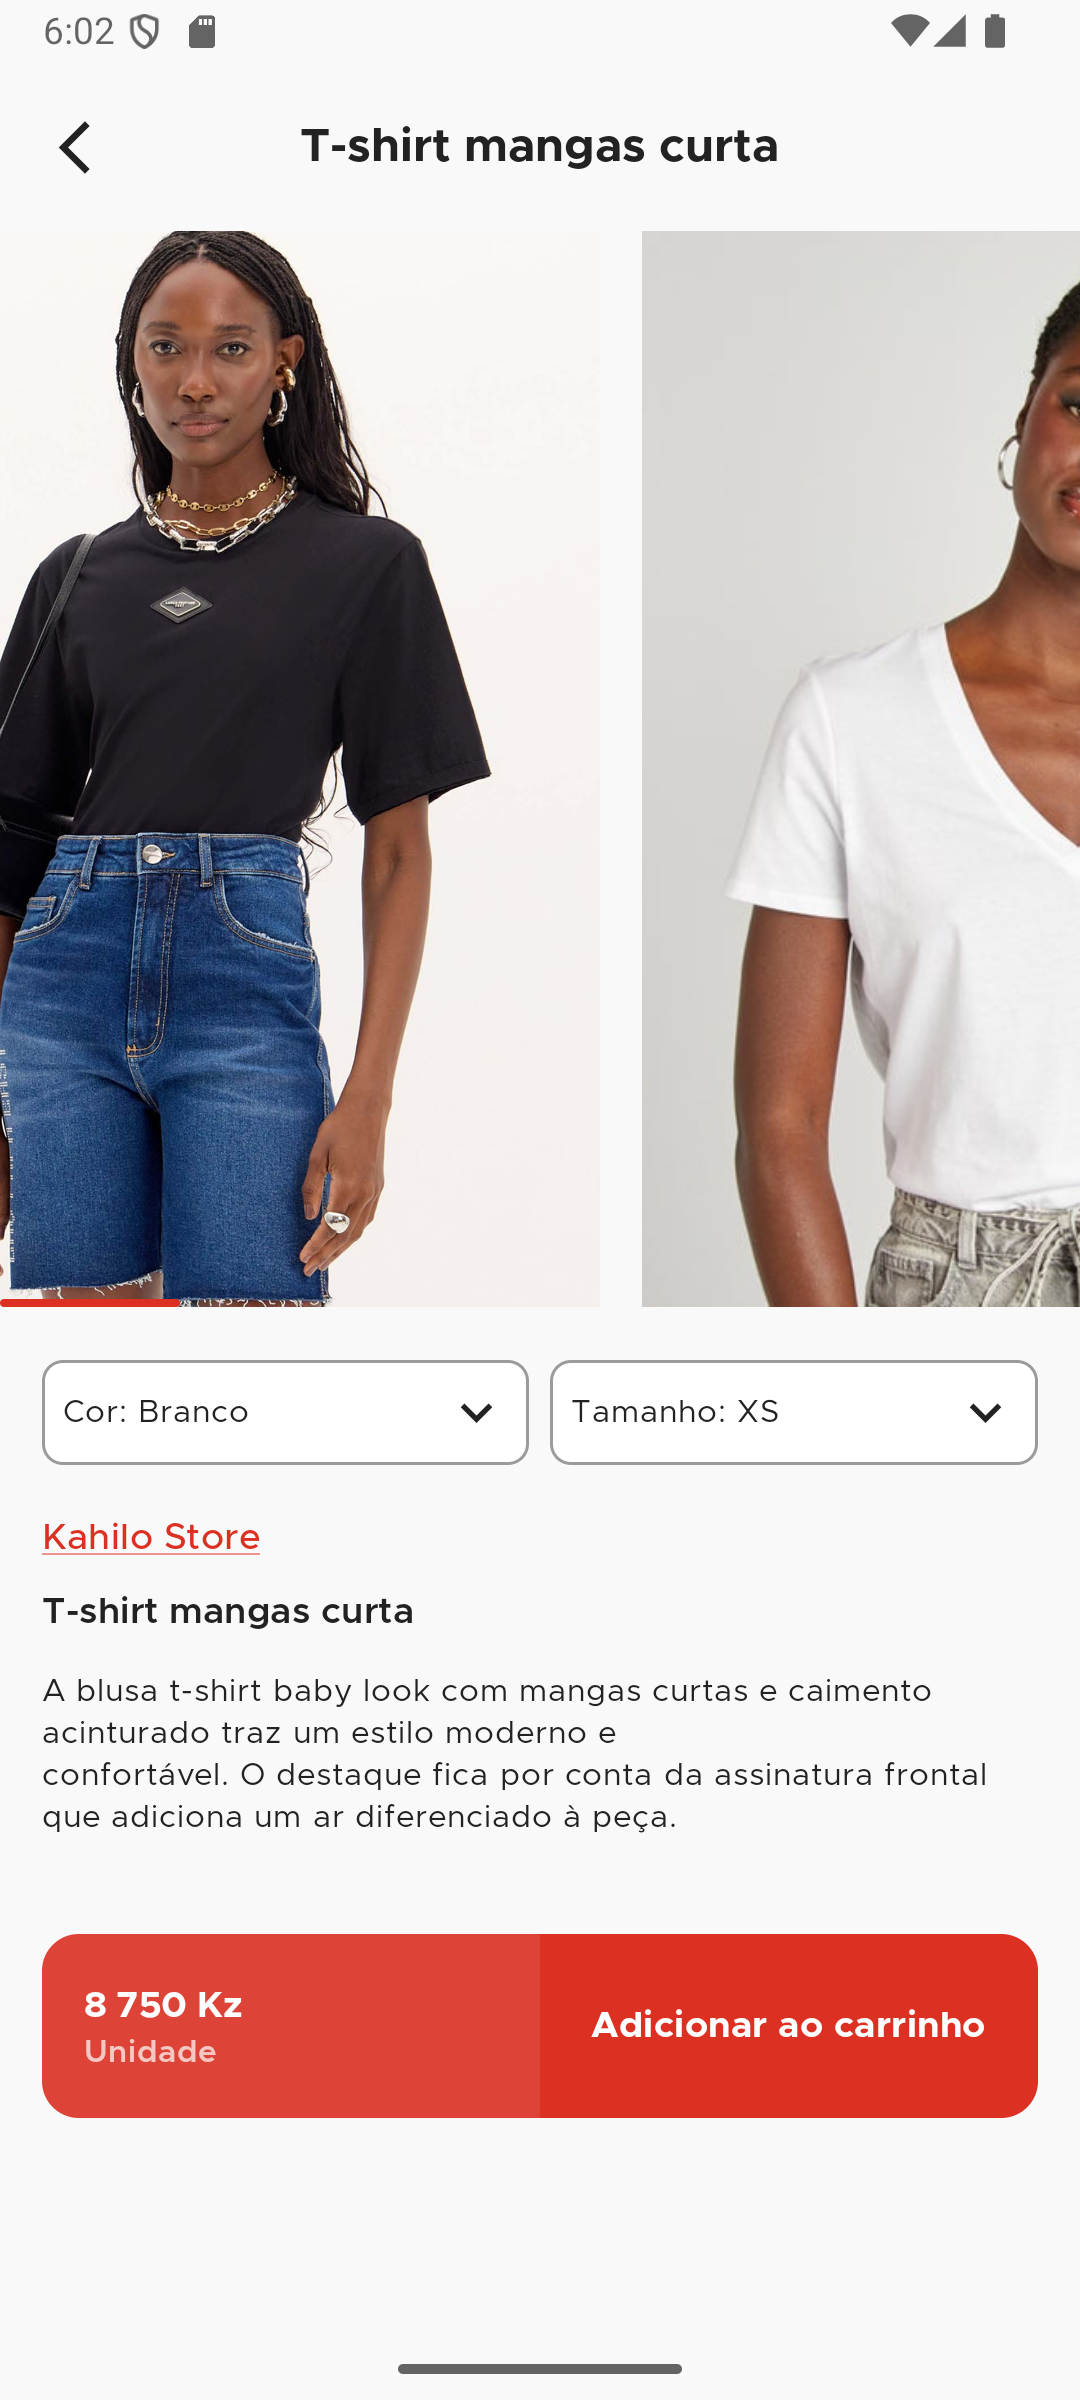 6:02
T-shirt mangas curta
Cor: Branco
Tamanho: XS
Kahilo Store
T-shirt mangas curta
A blusa t-shirt baby look com mangas curtas e caimento
acinturado traz um estilo moderno e
confortável. O destaque fica por conta da assinatura frontal
que adiciona um ar diferenciado à peça.
8 750 Kz
Unidade
Adicionar ao carrinho